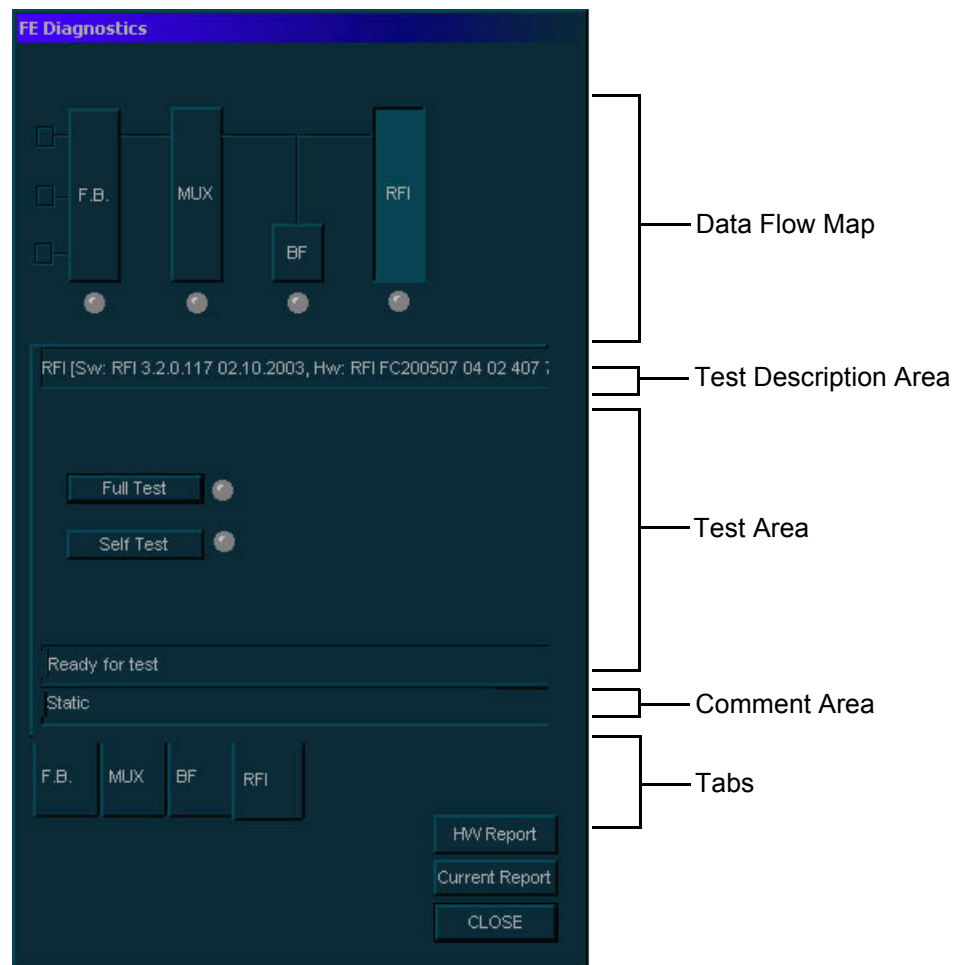 FE Diagnostics
F.B.
MUX
BF
RFI
Data Flow Map
RFI [Sw: RFI 3.2.0.117 02.10.2003, Hw: RFI FC200507 04 02 407
Test Description Area
Full Test
Self Test
Test Area
Ready for test
Static
Comment Area
F.B.
MUX
BF
RFI
Tabs
HW Report
Current Report
CLOSE